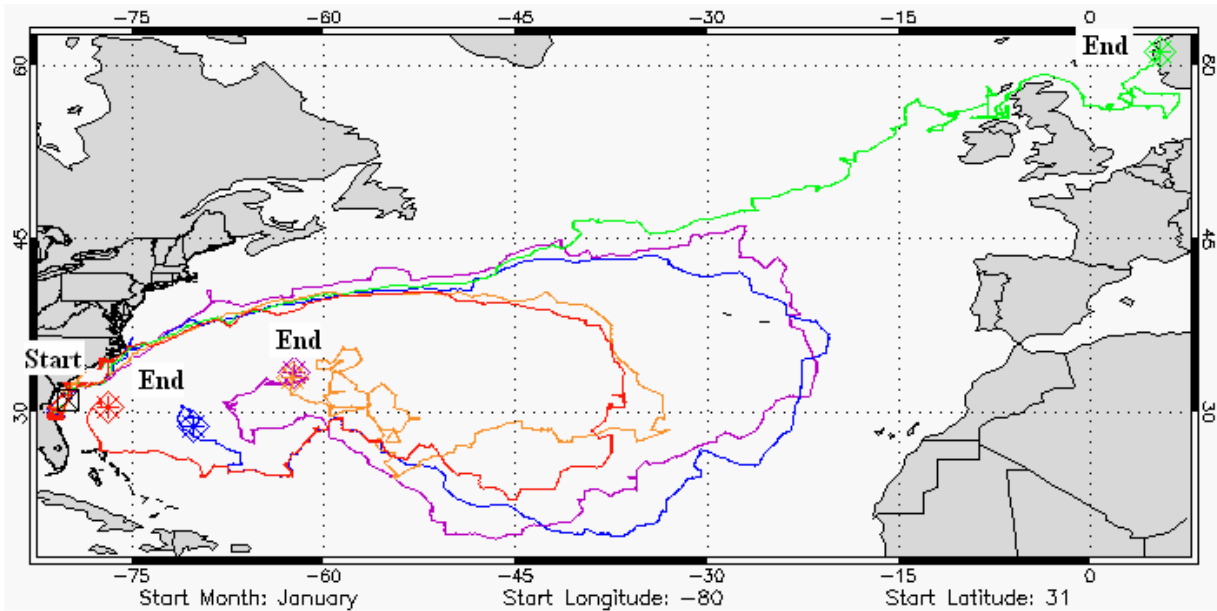 -75 -60 -45 -30 -15 0
End
60 60
45 45
Start
End
End
30 30
-75 -60 -45 -30 -15 0
Start Month: January Start Longitude: -80 Start Latitude: 31